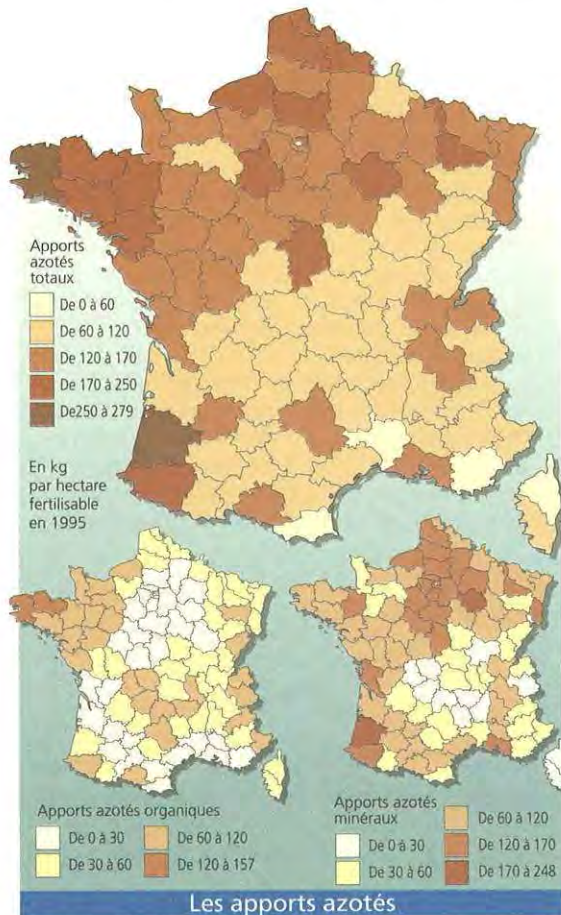 Apports
azotés
totaux
De 0 à 60
De 60 à 120
De 120 à 170
De 170 à 250
De250 à 279
En kg
par hectare
fertilisable
en 1995
Apports azotés organiques
De 0 à 30
De 60 à 120
De 30 à 60
De 120 à 157
Apports azotés
minéraux
De 0 à 30
De 30 à 60
De 60 à 120
De 120 à 170
De 170 à 248
Les apports azotés